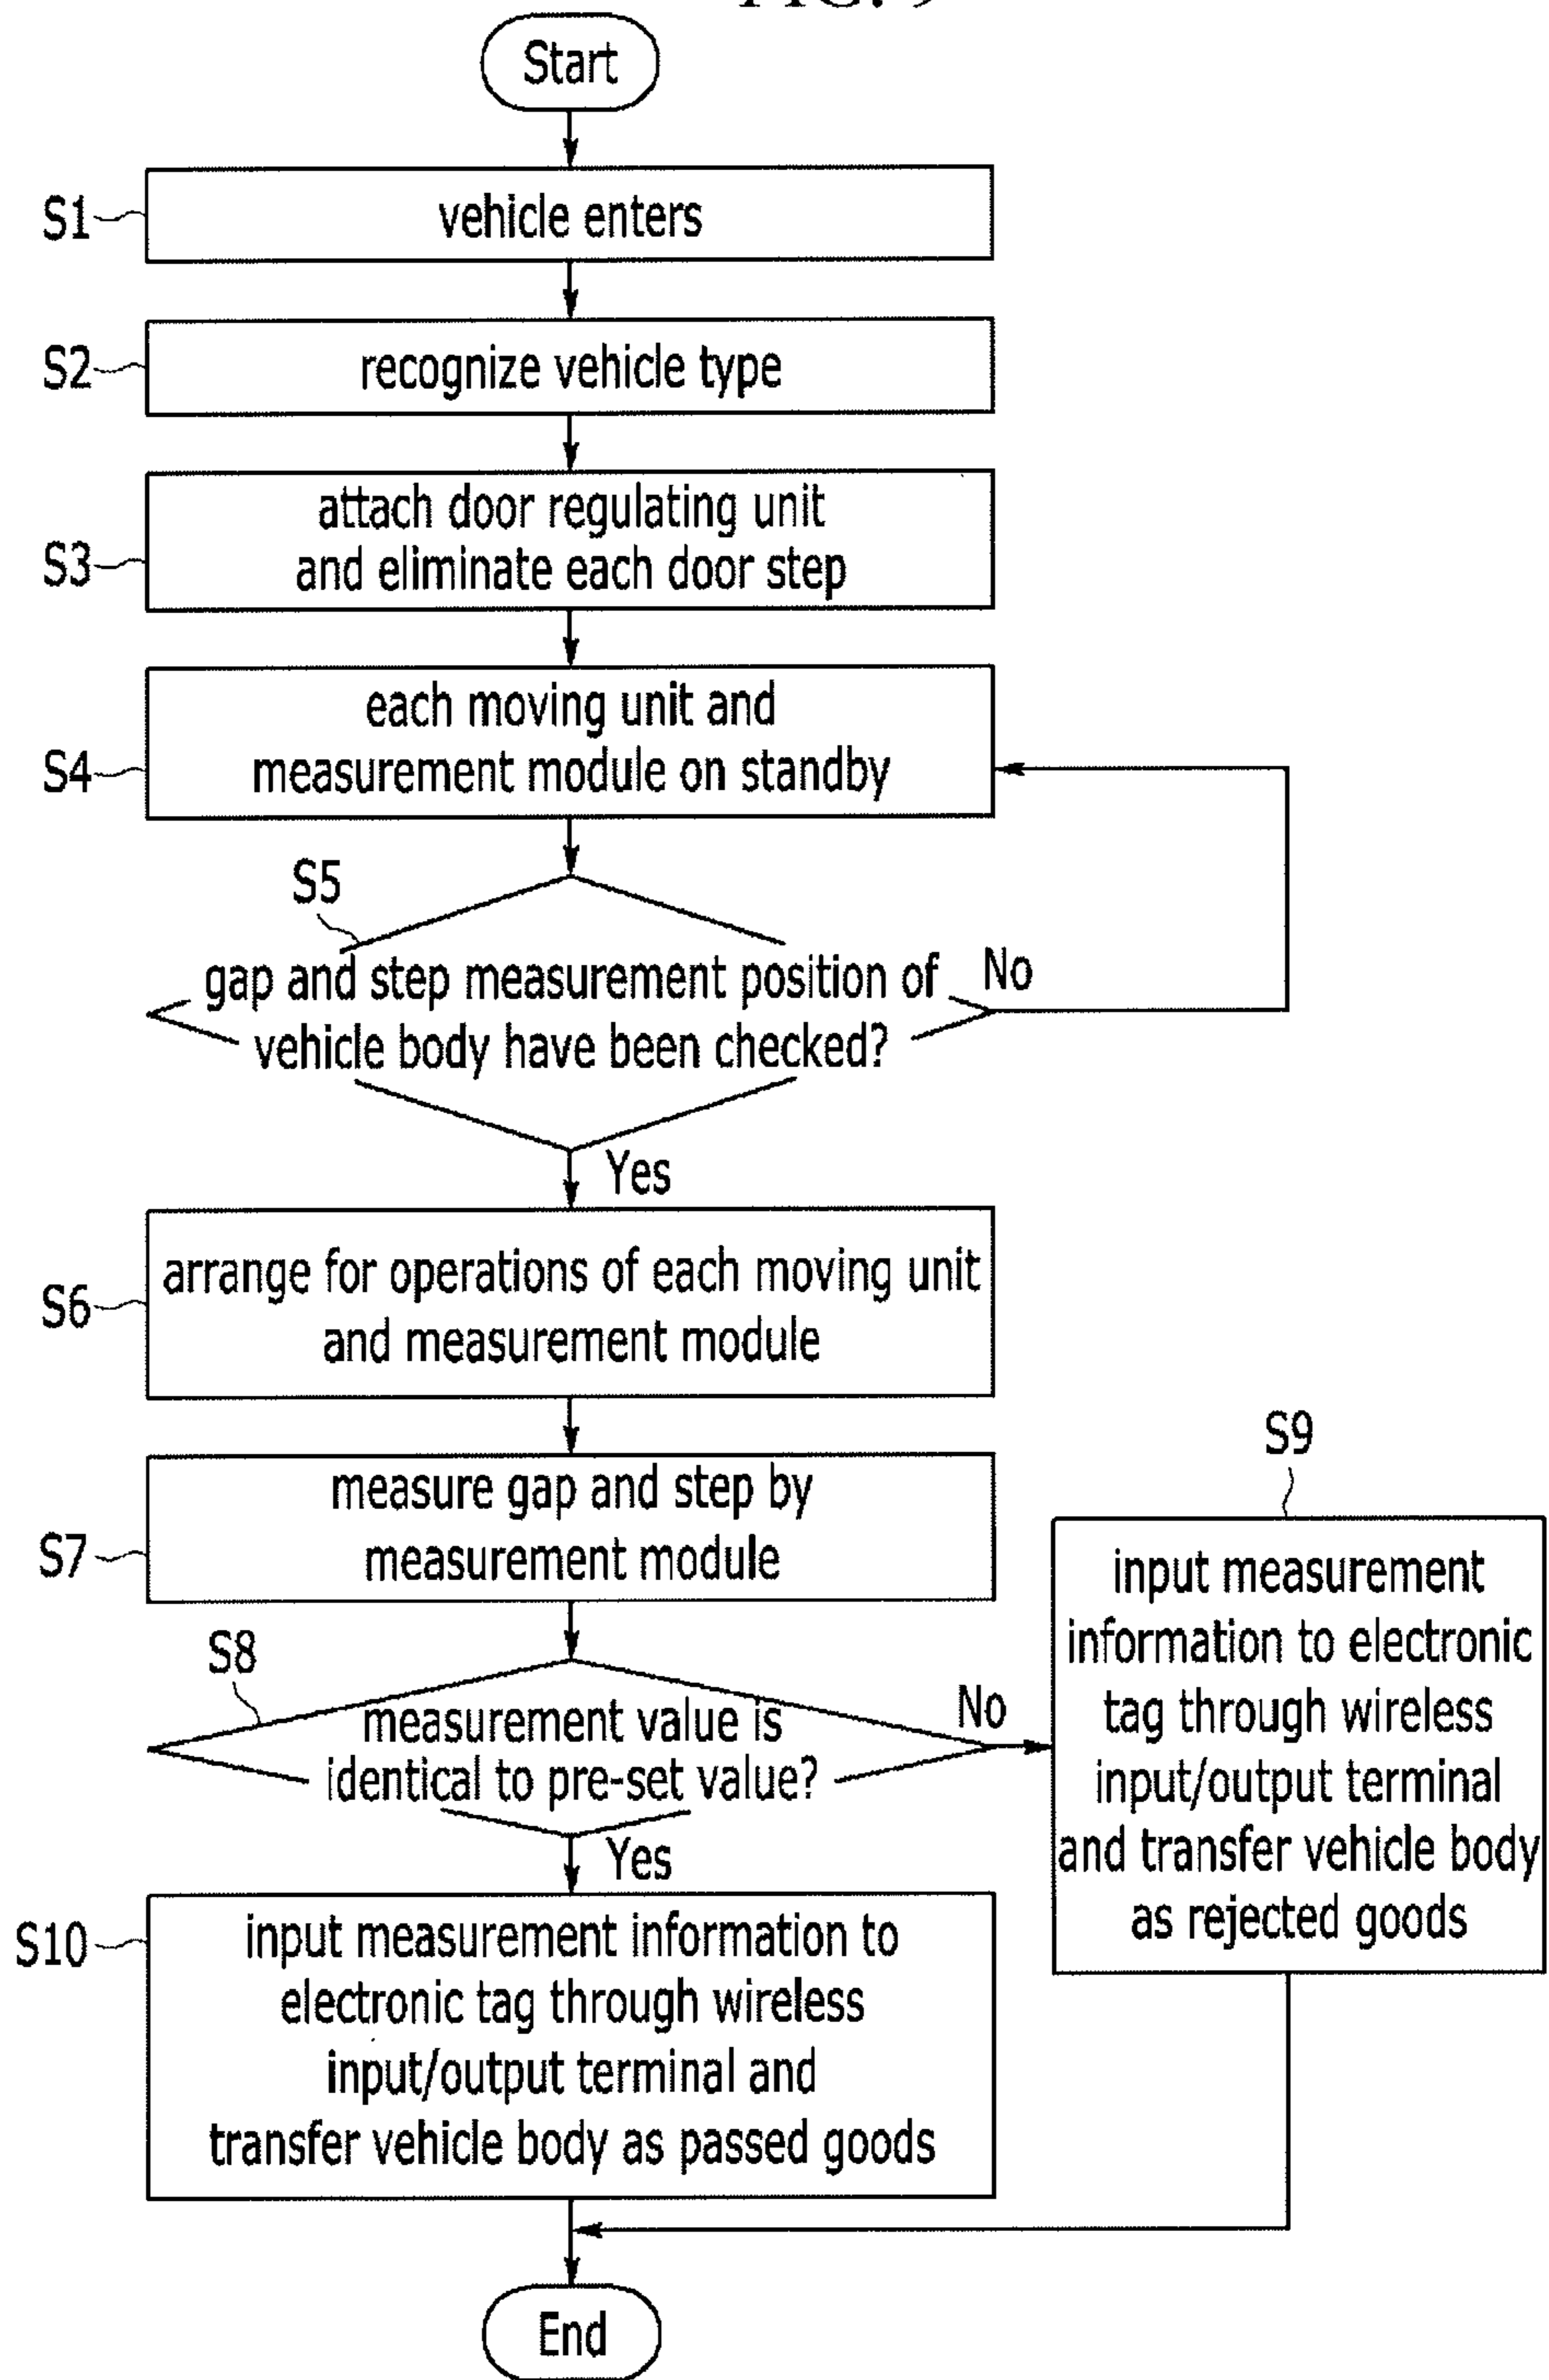 Start
S1
vehicle enters
S2
recognize vehicle type
S3
attach door regulating unit
and eliminate each door step
S4
each moving unit and
measurement module on standby
S5
gap and step measurement position of
vehicle body have been checked?
No
Yes
S6
arrange for operations of each moving unit
and measurement module
S7
measure gap and step by
measurement module
S8
measurement value is
identical to pre-set value?
No
S9
input measurement
information to electronic
tag through wireless
input/output terminal
and transfer vehicle body
as rejected goods
Yes
S10
input measurement information to
electronic tag through wireless
input/output terminal and
transfer vehicle body as passed goods
End